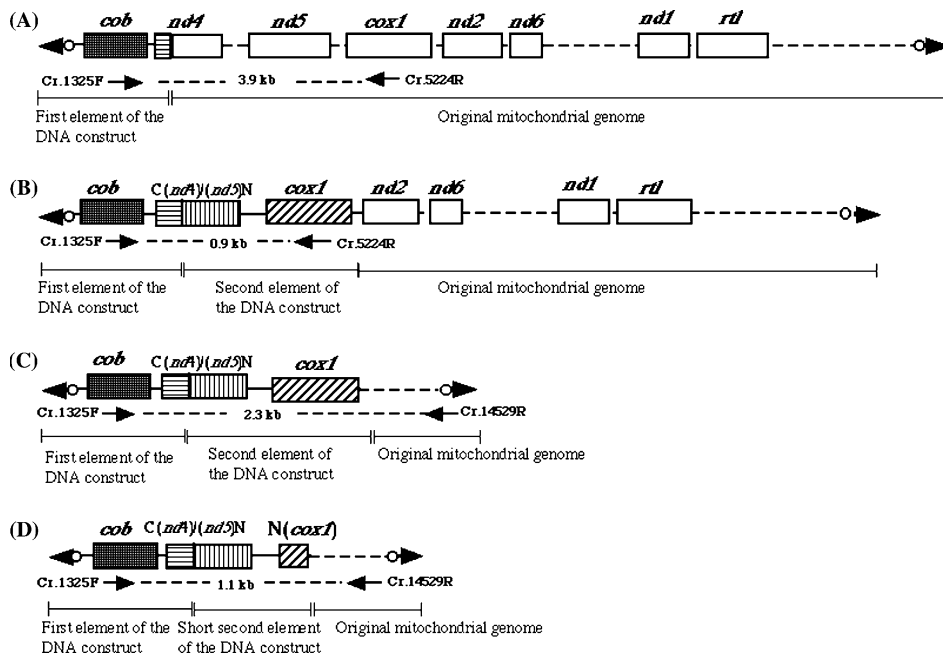 (A) cob nd4 nd5 cox1 nd2 nd6 nd1 rtl
Cr.1325F 3.9 kb Cr.5224R
First element of the Original mitochondrial genome
DNA construct
(B) cob C(nd4)/(nd5)N cox1 nd2 nd6 nd1 rtl
Cr.1325F 0.9 kb Cr.5224R
First element of the Second element of Original mitochondrial genome
DNA construct the DNA construct
(C) cob C(nd4)/(nd5)N cox1
Cr.1325F 2.3 kb Cr.14529R
First element of the Second element of Original mitochondrial genome
DNA construct the DNA construct
(D) cob C(nd4)/(nd5)N N(cox1)
Cr.1325F 1.1 kb Cr.14529R
First element of the Short second element Original mitochondrial genome
DNA construct of the DNA construct